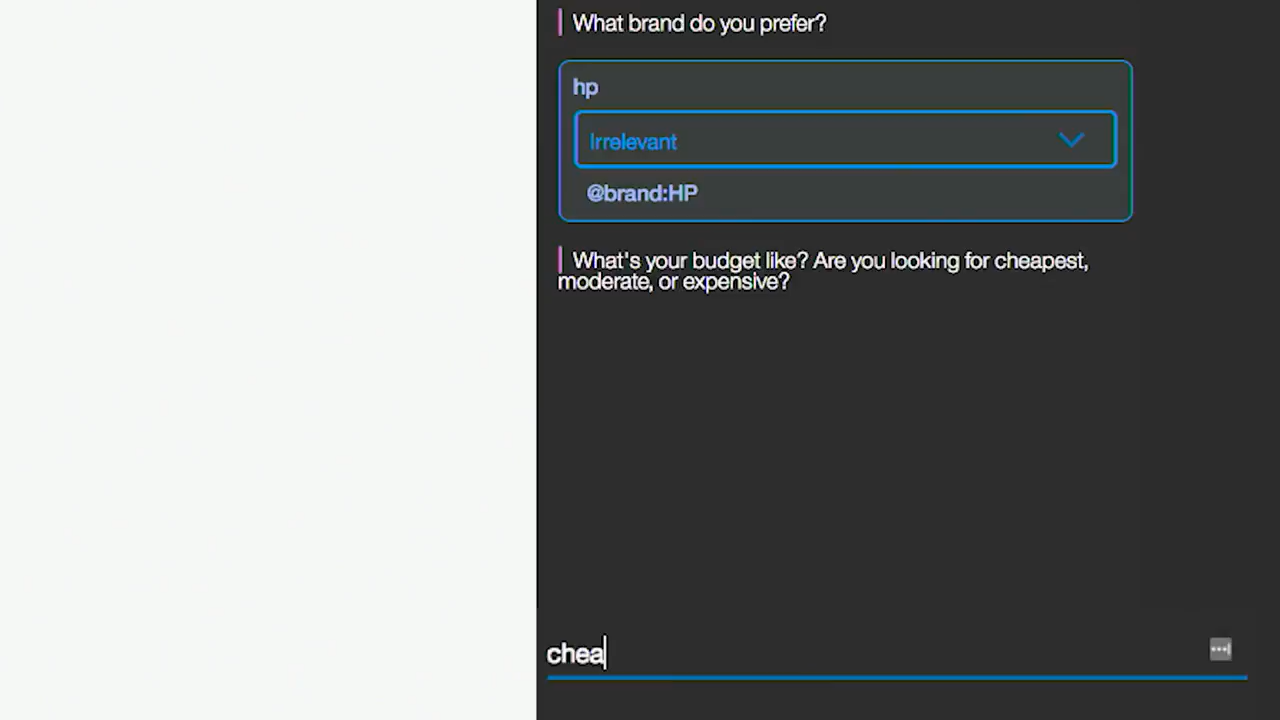 What brand do you prefer?
hp
Irrelevant
@brand:HP
What's your budget like? Are you looking for cheapest,
moderate, or expensive?
chea